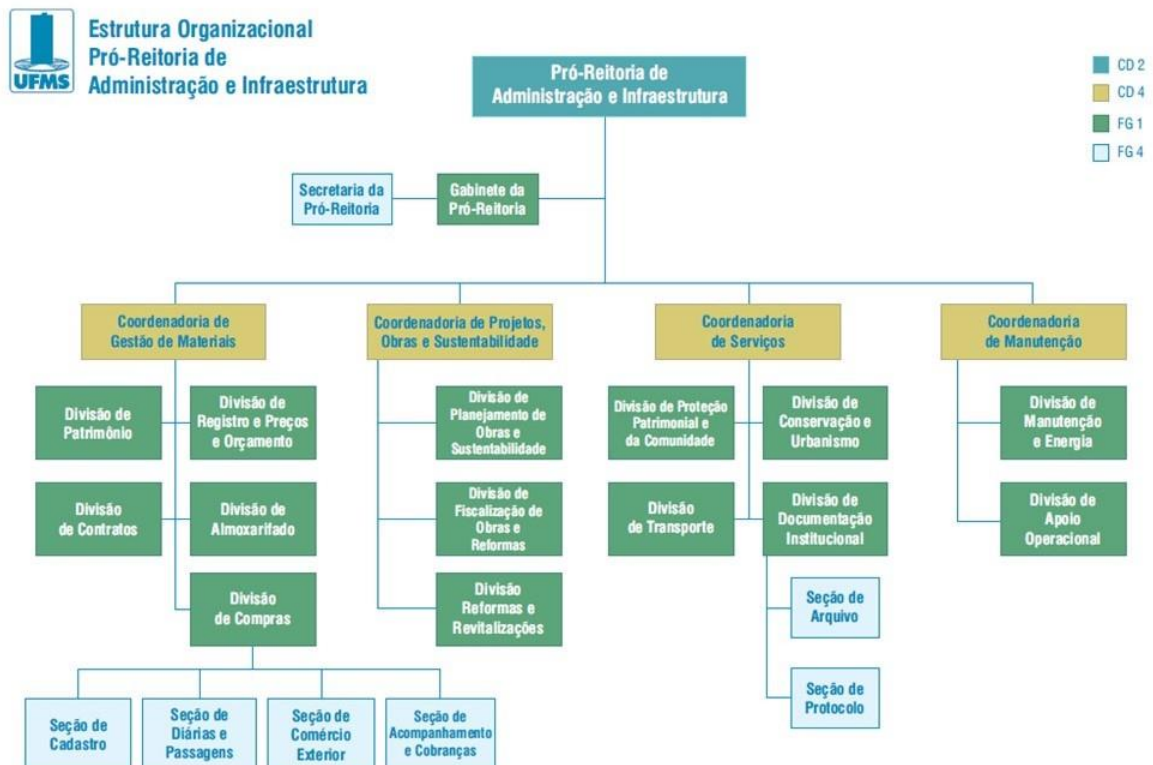 UFMS
Estrutura Organizacional
Pró-Reitoria de
Administração e Infraestrutura
Pró-Reitoria de
Administração e Infraestrutura
CD 2
CD 4
FG 1
FG 4
Secretaria da
Pró-Reitoria
Gabinete da
Pró-Reitoria
Coordenadoria de
Gestão de Materiais
Coordenadoria de Projetos,
Obras e Sustentabilidade
Coordenadoria
de Serviços
Coordenadoria
de Manutenção
Divisão de
Patrimônio
Divisão de
Registro e Preços
e Orçamento
Divisão de
Planejamento de
Obras e
Sustentabilidade
Divisão de Proteção
Patrimonial e
da Comunidade
Divisão de
Conservação e
Urbanismo
Divisão de
Manutenção
e Energia
Divisão
de Contratos
Divisão de
Almoxarifado
Divisão de
Fiscalização de
Obras e
Reformas
Divisão
de Transporte
Divisão de
Documentação
Institucional
Divisão de
Apoio
Operacional
Divisão
de Compras
Divisão
Reformas e
Revitalizações
Seção de
Arquivo
Seção de
Protocolo
Seção de
Cadastro
Seção de
Diárias e
Passagens
Seção de
Comércio
Exterior
Seção de
Acompanhamento
e Cobranças